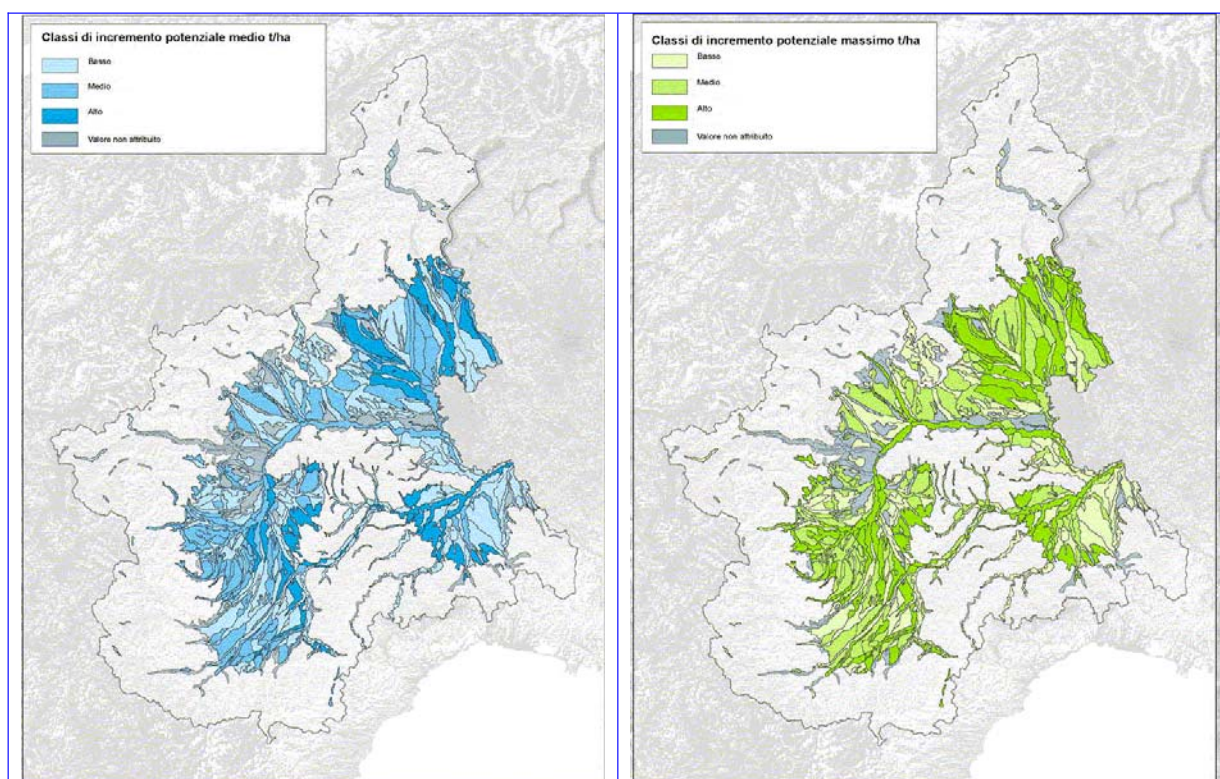 Classi di incremento potenziale medio t/ha
Basso
Medio
Alto
Valore non attribuito
Classi di incremento potenziale massimo t/ha
Basso
Medio
Alto
Valore non attribuito